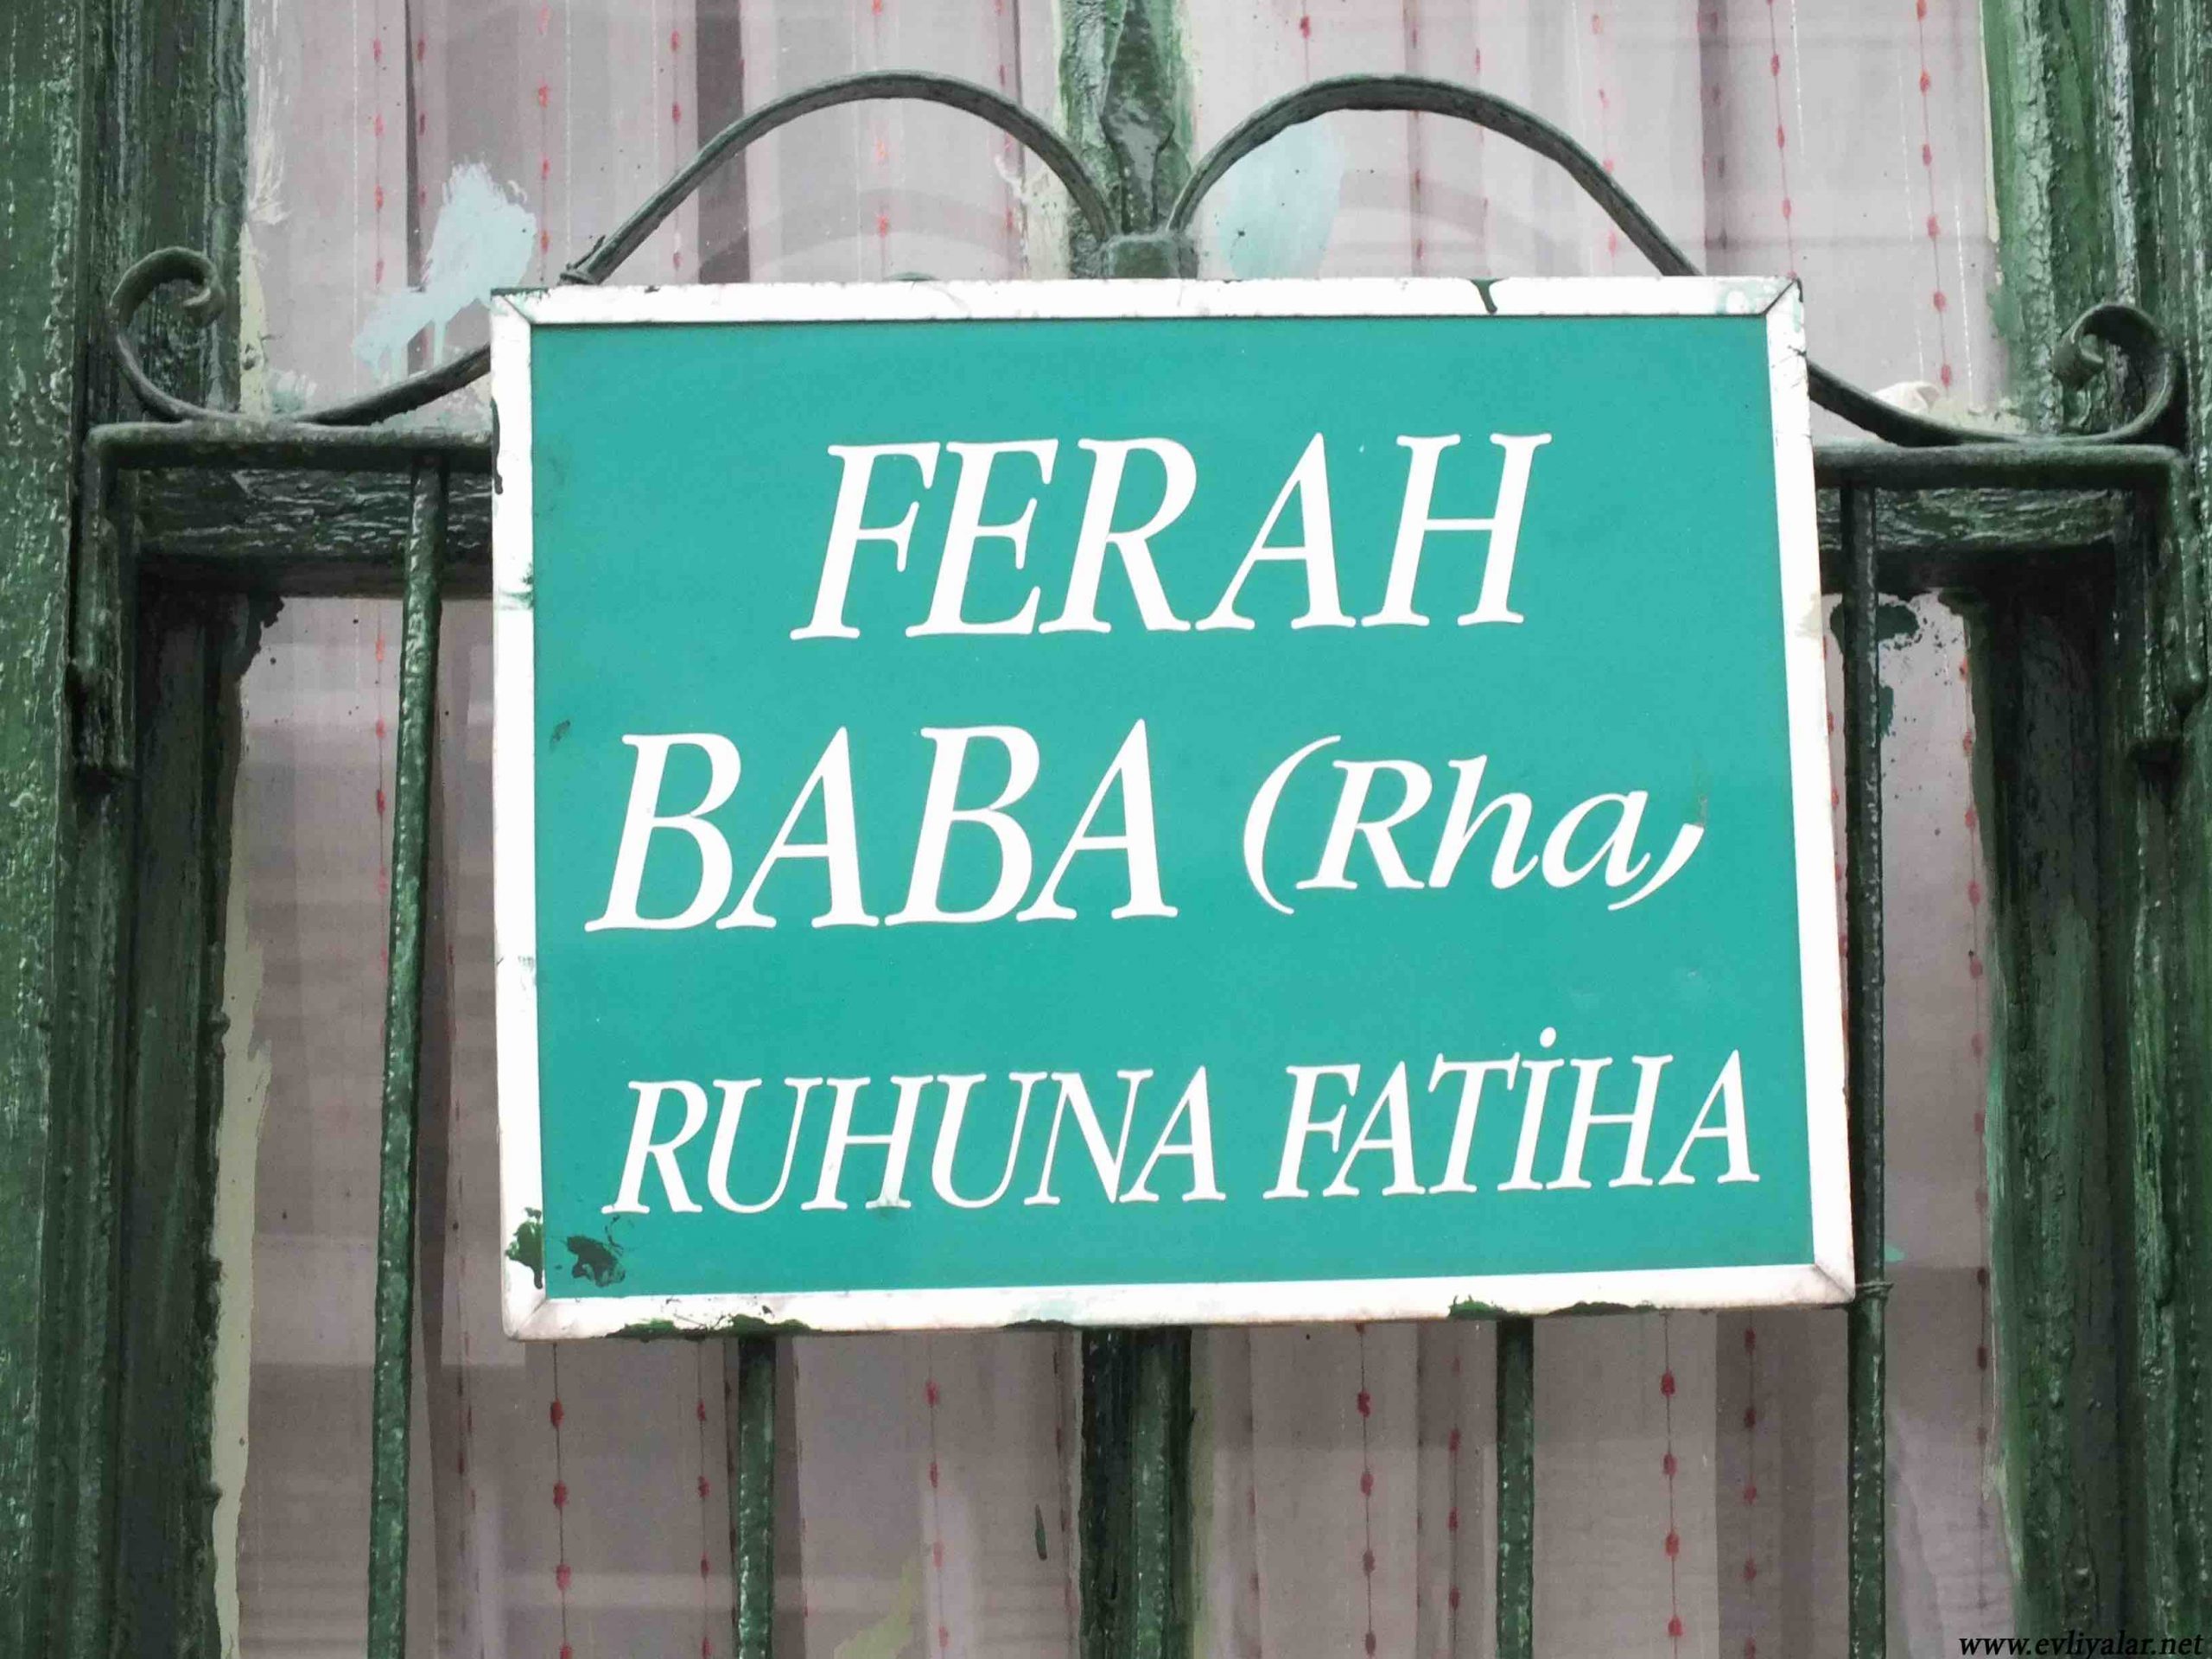 FERAH
BABA (Rha)
RUHUNA FATİHA
www.evliyalar.net